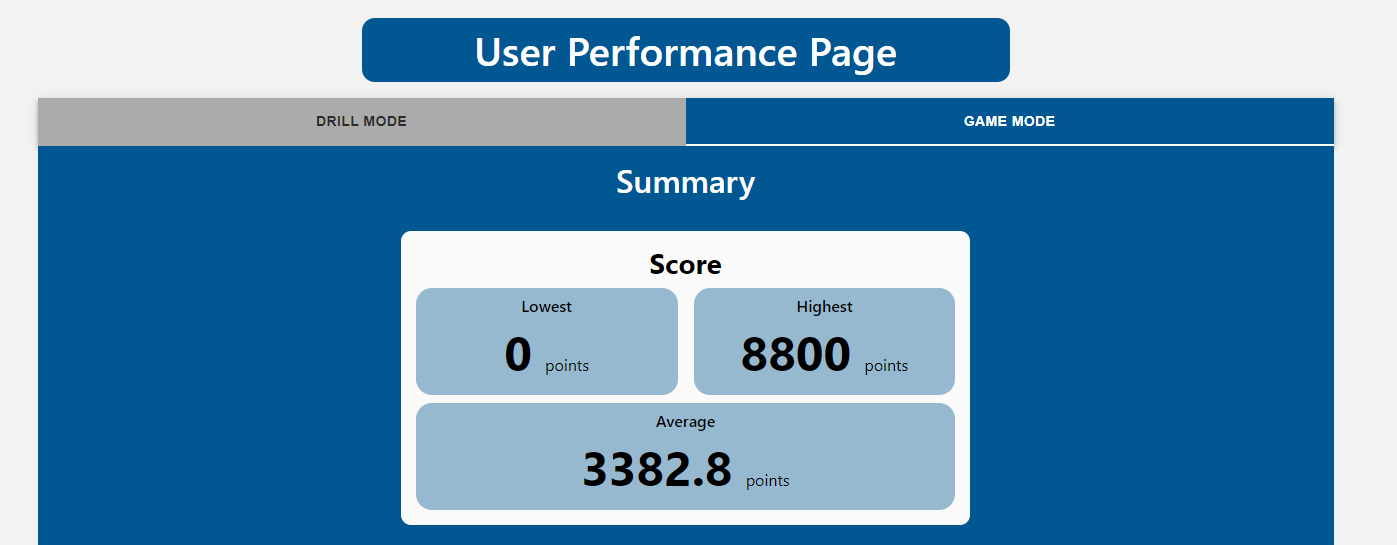 User Performance Page
DRILL MODE GAME MODE
Summary
Score
Lowest Highest
0 points 8800 points
Average
3382.8 points